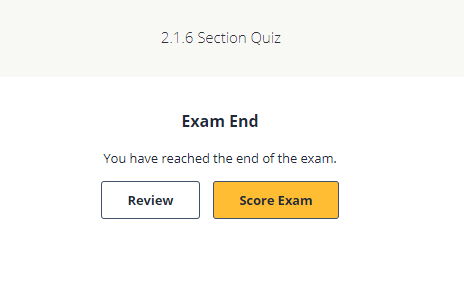 2.1.6 Section Quiz
Exam End
You have reached the end of the exam.
Review
Score Exam